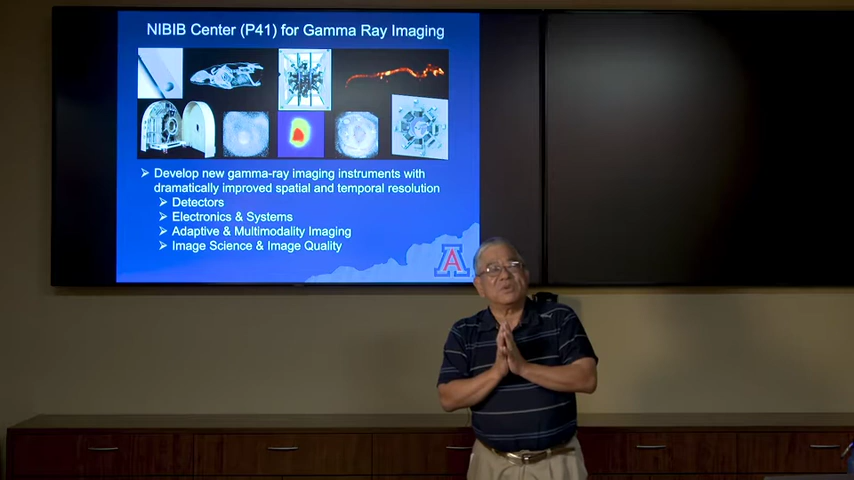 NIBIB Center (P41) for Gamma Ray Imaging
➢ Develop new gamma-ray imaging instruments with
dramatically improved spatial and temporal resolution
➢ Detectors
➢ Electronics & Systems
➢ Adaptive & Multimodality Imaging
➢ Image Science & Image Quality
A